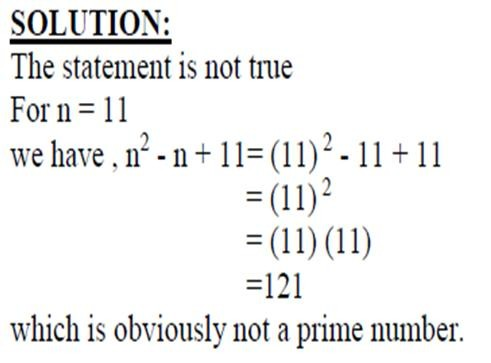 SOLUTION:
The statement is not true
For n = 11
we have , n² - n + 11= (11)² - 11 + 11
= (11)²
= (11) (11)
=121
which is obviously not a prime number.